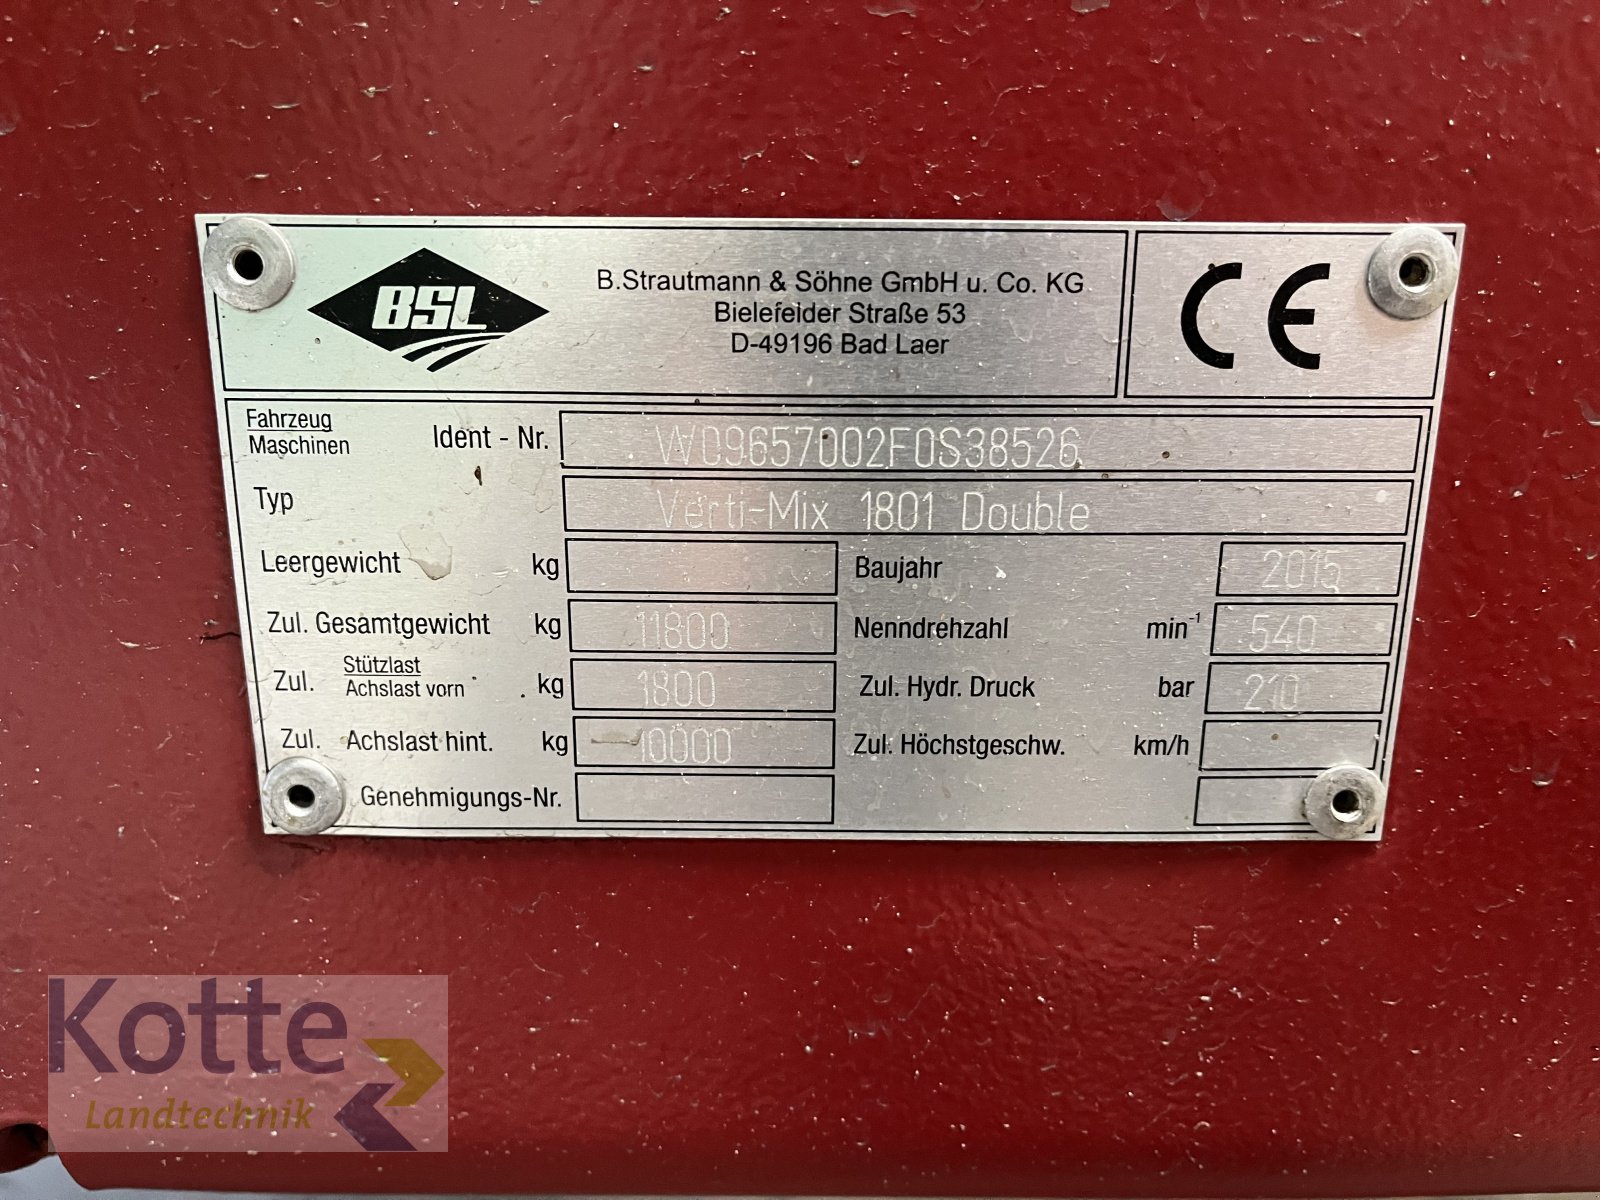 BSL
B.Strautmann & Söhne GmbH u. Co. KG
Bielefelder Straße 53
D-49196 Bad Laer
CE
Fahrzeug
Maschinen
Ident - Nr. W09657002F0S38526
Typ Verti-Mix 1801 Double
Leergewicht kg
Baujahr 2015
Zul. Gesamtgewicht kg 11800
Nenndrehzahl min⁻¹ 540
Zul. Stützlast
Achslast vorn kg 1800
Zul. Hydr. Druck bar 210
Zul. Achslast hint. kg 10000
Zul. Höchstgeschw. km/h
Genehmigungs-Nr.
Kotte
Landtechnik